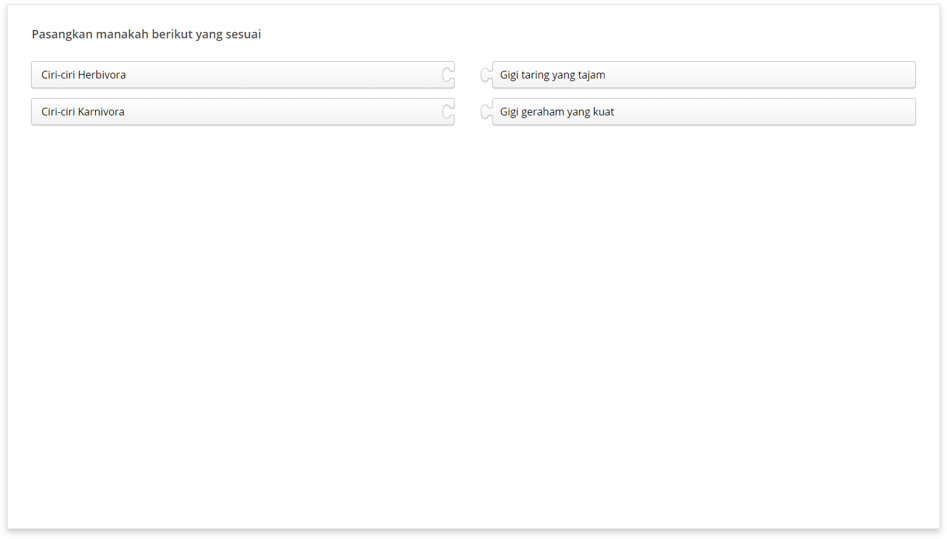 Pasangkan manakah berikut yang sesuai
Ciri-ciri Herbivora
Gigi taring yang tajam
Ciri-ciri Karnivora
Gigi geraham yang kuat